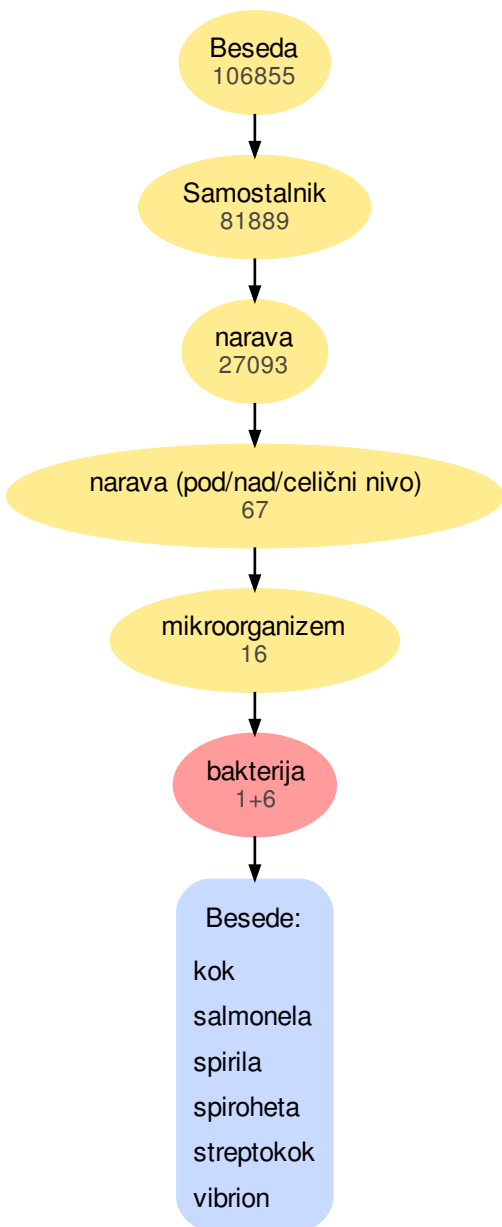 Beseda
106855
Samostalnik
81889
narava
27093
narava (pod/nad/celični nivo)
67
mikroorganizem
16
bakterija
1+6
Besede:
kok
salmonela
spirila
spiroheta
streptokok
vibrion